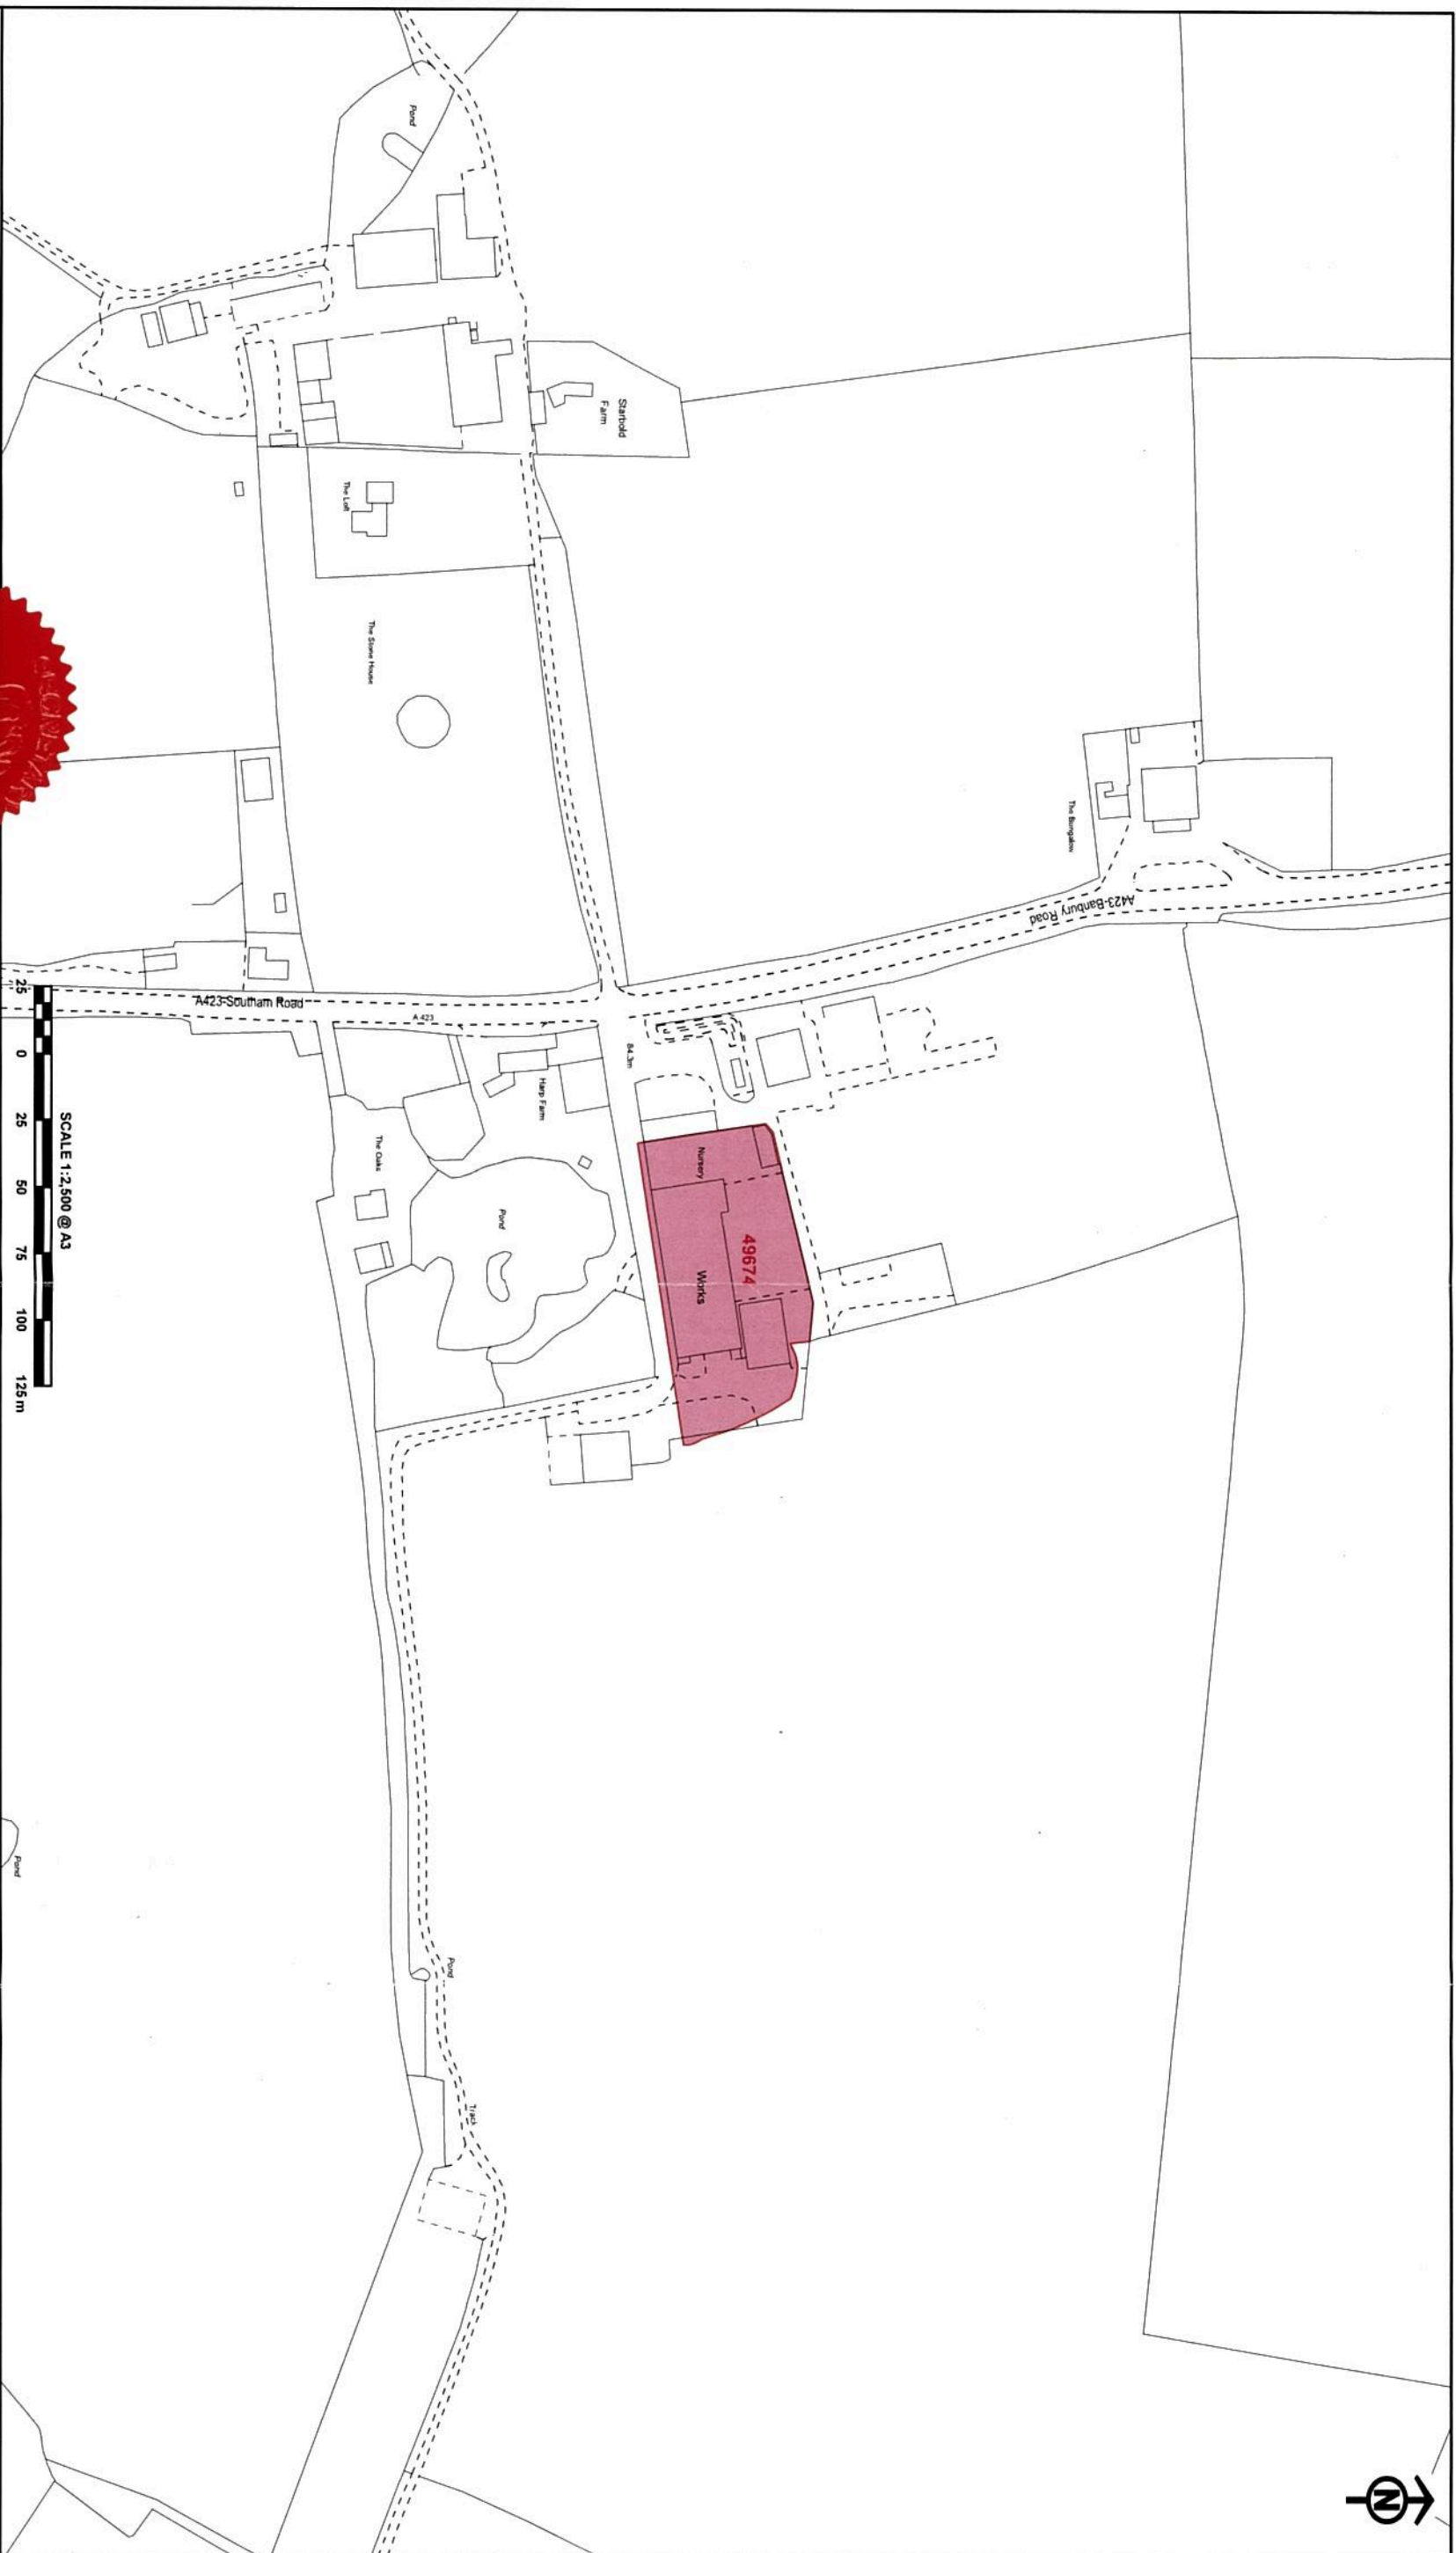 A423-Banbury Road
The Bungalow
Starbold
Farm
The Loft
The Stone House
Pond
84.3m
Nursery
Works
49674
Harp Farm
A 423
A423-Southam Road
The Oaks
Pond
Pond
Track
Pond
N
SCALE 1:2,500 @ A3
25 0 25 50 75 100 125 m